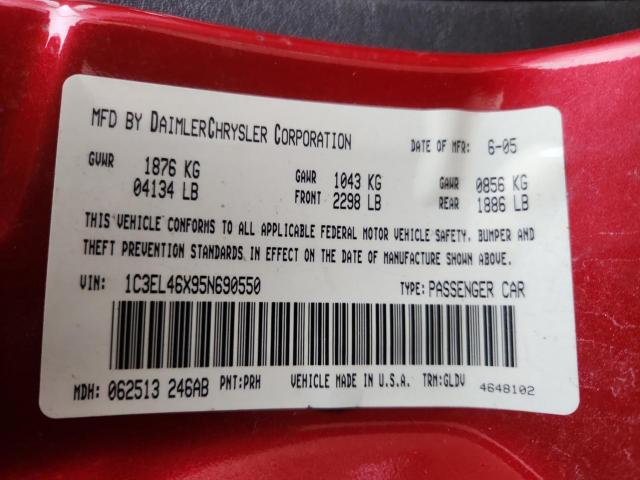 MFD BY DAIMLERCHRYSLER CORPORATION DATE OF MFR: 6-05
GVWR 1876 KG GAWR 1043 KG GAWR 0856 KG
04134 LB FRONT 2298 LB REAR 1886 LB
THIS VEHICLE CONFORMS TO ALL APPLICABLE FEDERAL MOTOR VEHICLE SAFETY, BUMPER AND
THEFT PREVENTION STANDARDS IN EFFECT ON THE DATE OF MANUFACTURE SHOWN ABOVE.
VIN: 1C3EL46X95N690550 TYPE: PASSENGER CAR
MDH: 062513 246AB PNT:PRH VEHICLE MADE IN U.S.A. TRM:GLDV 4648102